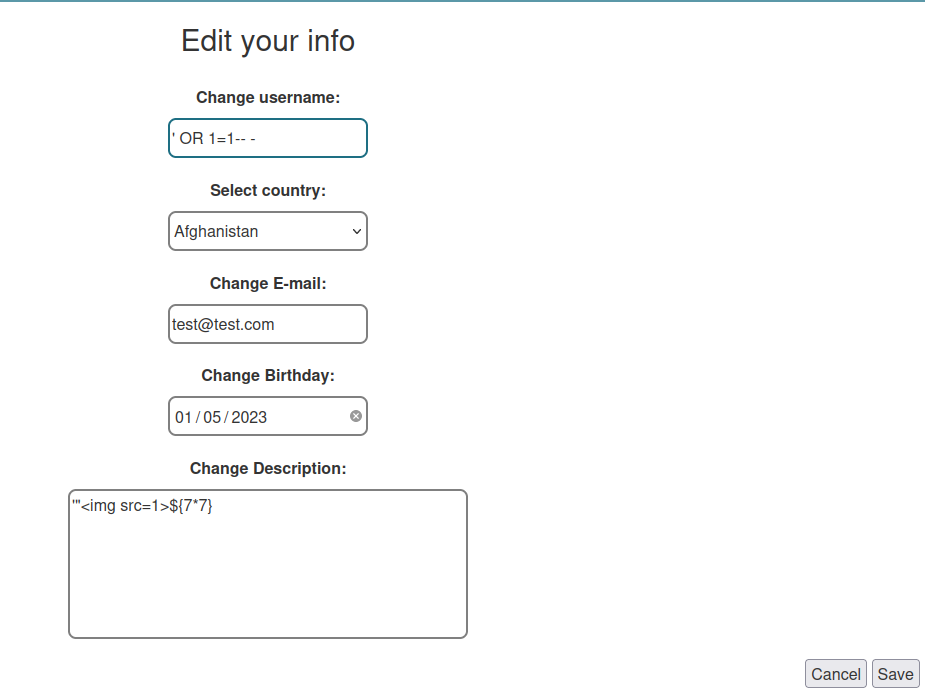 Edit your info
Change username:
' OR 1=1-- -
Select country:
Afghanistan
Change E-mail:
test@test.com
Change Birthday:
01/05/2023
Change Description:
'"<img src=1>${7*7}
Cancel Save